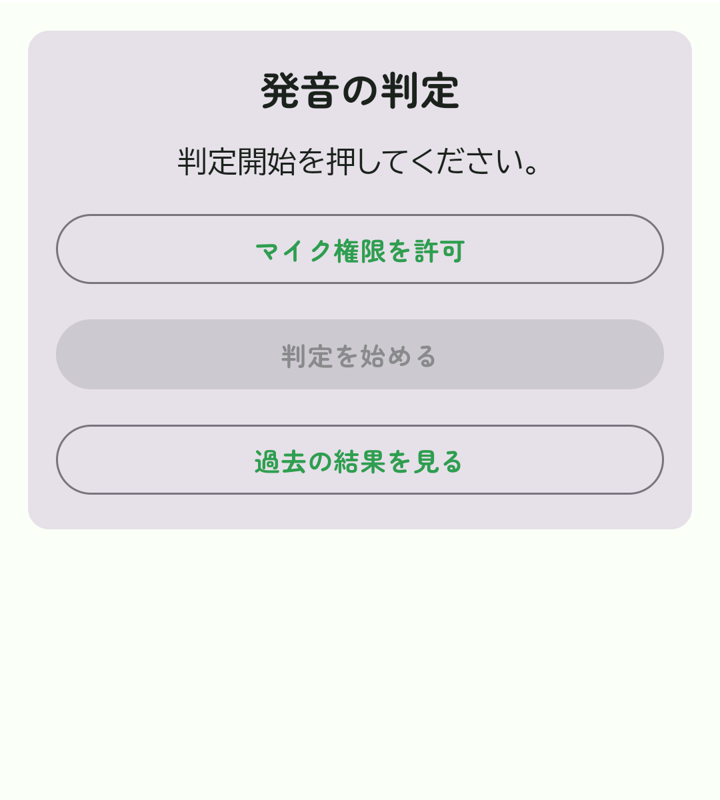 発音の判定
判定開始を押してください。
マイク権限を許可
判定を始める
過去の結果を見る